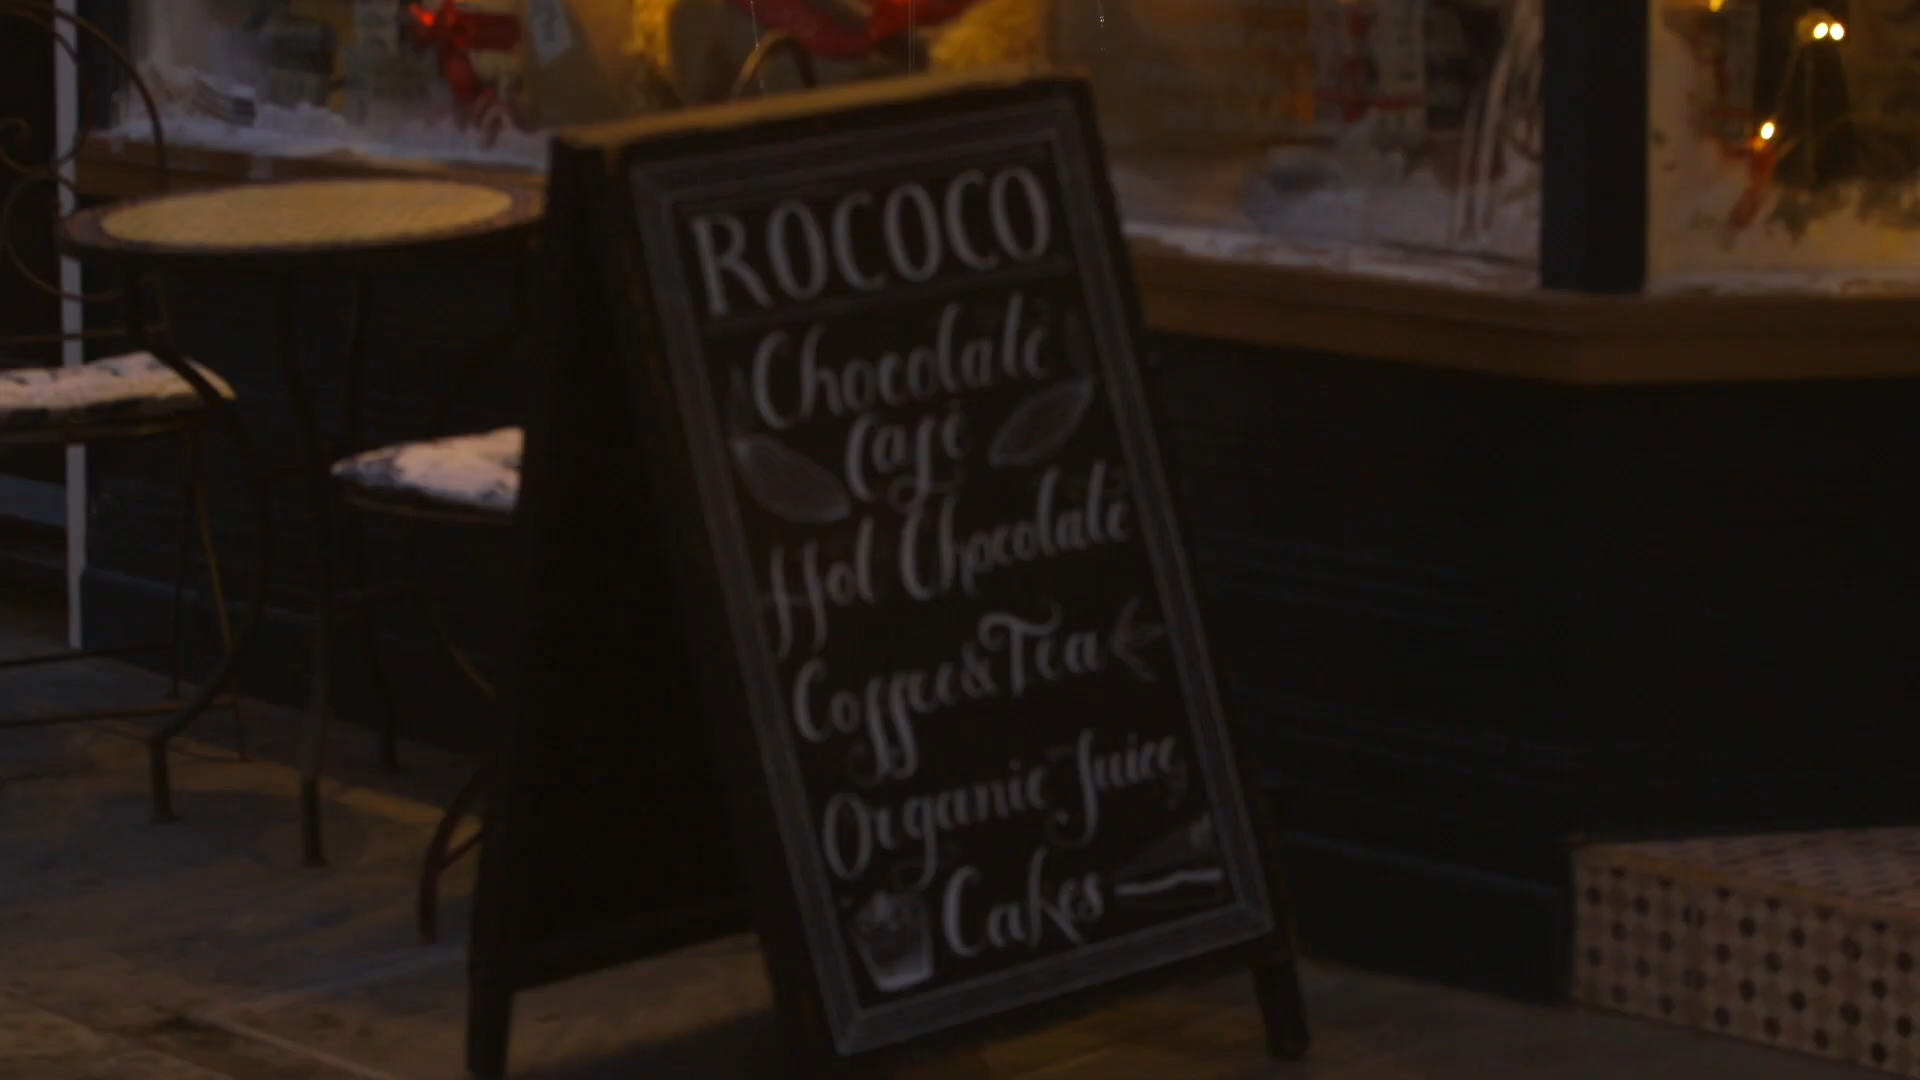 ROCOCO
Chocolate
Café
Hot Chocolate
Coffee & Tea
Organic Juice
Cakes